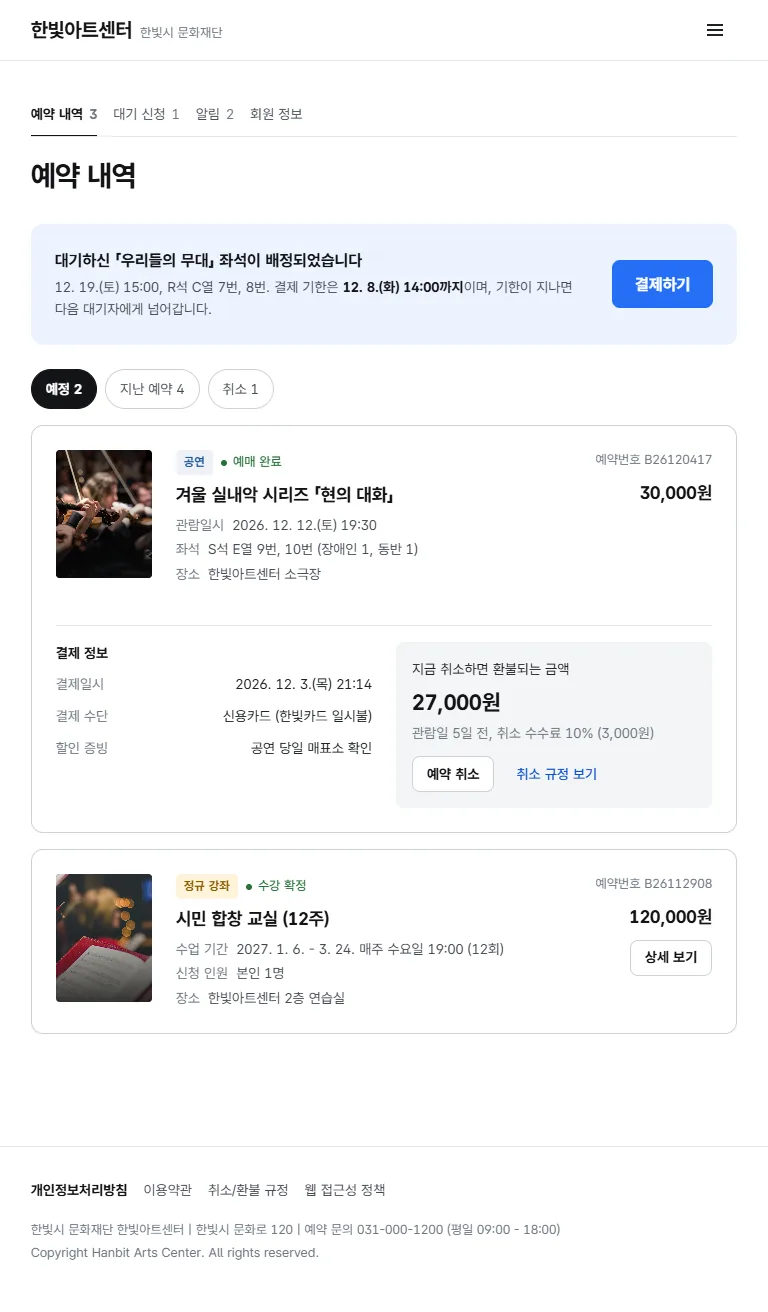 한빛아트센터 한빛시 문화재단
예약 내역 3 대기 신청 1 알림 2 회원 정보
예약 내역
대기하신 「우리들의 무대」 좌석이 배정되었습니다
12. 19.(토) 15:00, R석 C열 7번, 8번. 결제 기한은 12. 8.(화) 14:00까지이며, 기한이 지나면
다음 대기자에게 넘어갑니다.
결제하기
예정 2 지난 예약 4 취소 1
공연 예매 완료
예약번호 B26120417
겨울 실내악 시리즈 「현의 대화」
30,000원
관람일시 2026. 12. 12.(토) 19:30
좌석 S석 E열 9번, 10번 (장애인 1, 동반 1)
장소 한빛아트센터 소극장
결제 정보
결제일시 2026. 12. 3.(목) 21:14
결제 수단 신용카드 (한빛카드 일시불)
할인 증빙 공연 당일 매표소 확인
지금 취소하면 환불되는 금액
27,000원
관람일 5일 전, 취소 수수료 10% (3,000원)
예약 취소 취소 규정 보기
정규 강좌 수강 확정
예약번호 B26112908
시민 합창 교실 (12주)
120,000원
수업 기간 2027. 1. 6. - 3. 24. 매주 수요일 19:00 (12회)
신청 인원 본인 1명
장소 한빛아트센터 2층 연습실
상세 보기
개인정보처리방침 이용약관 취소/환불 규정 웹 접근성 정책
한빛시 문화재단 한빛아트센터 | 한빛시 문화로 120 | 예약 문의 031-000-1200 (평일 09:00 - 18:00)
Copyright Hanbit Arts Center. All rights reserved.